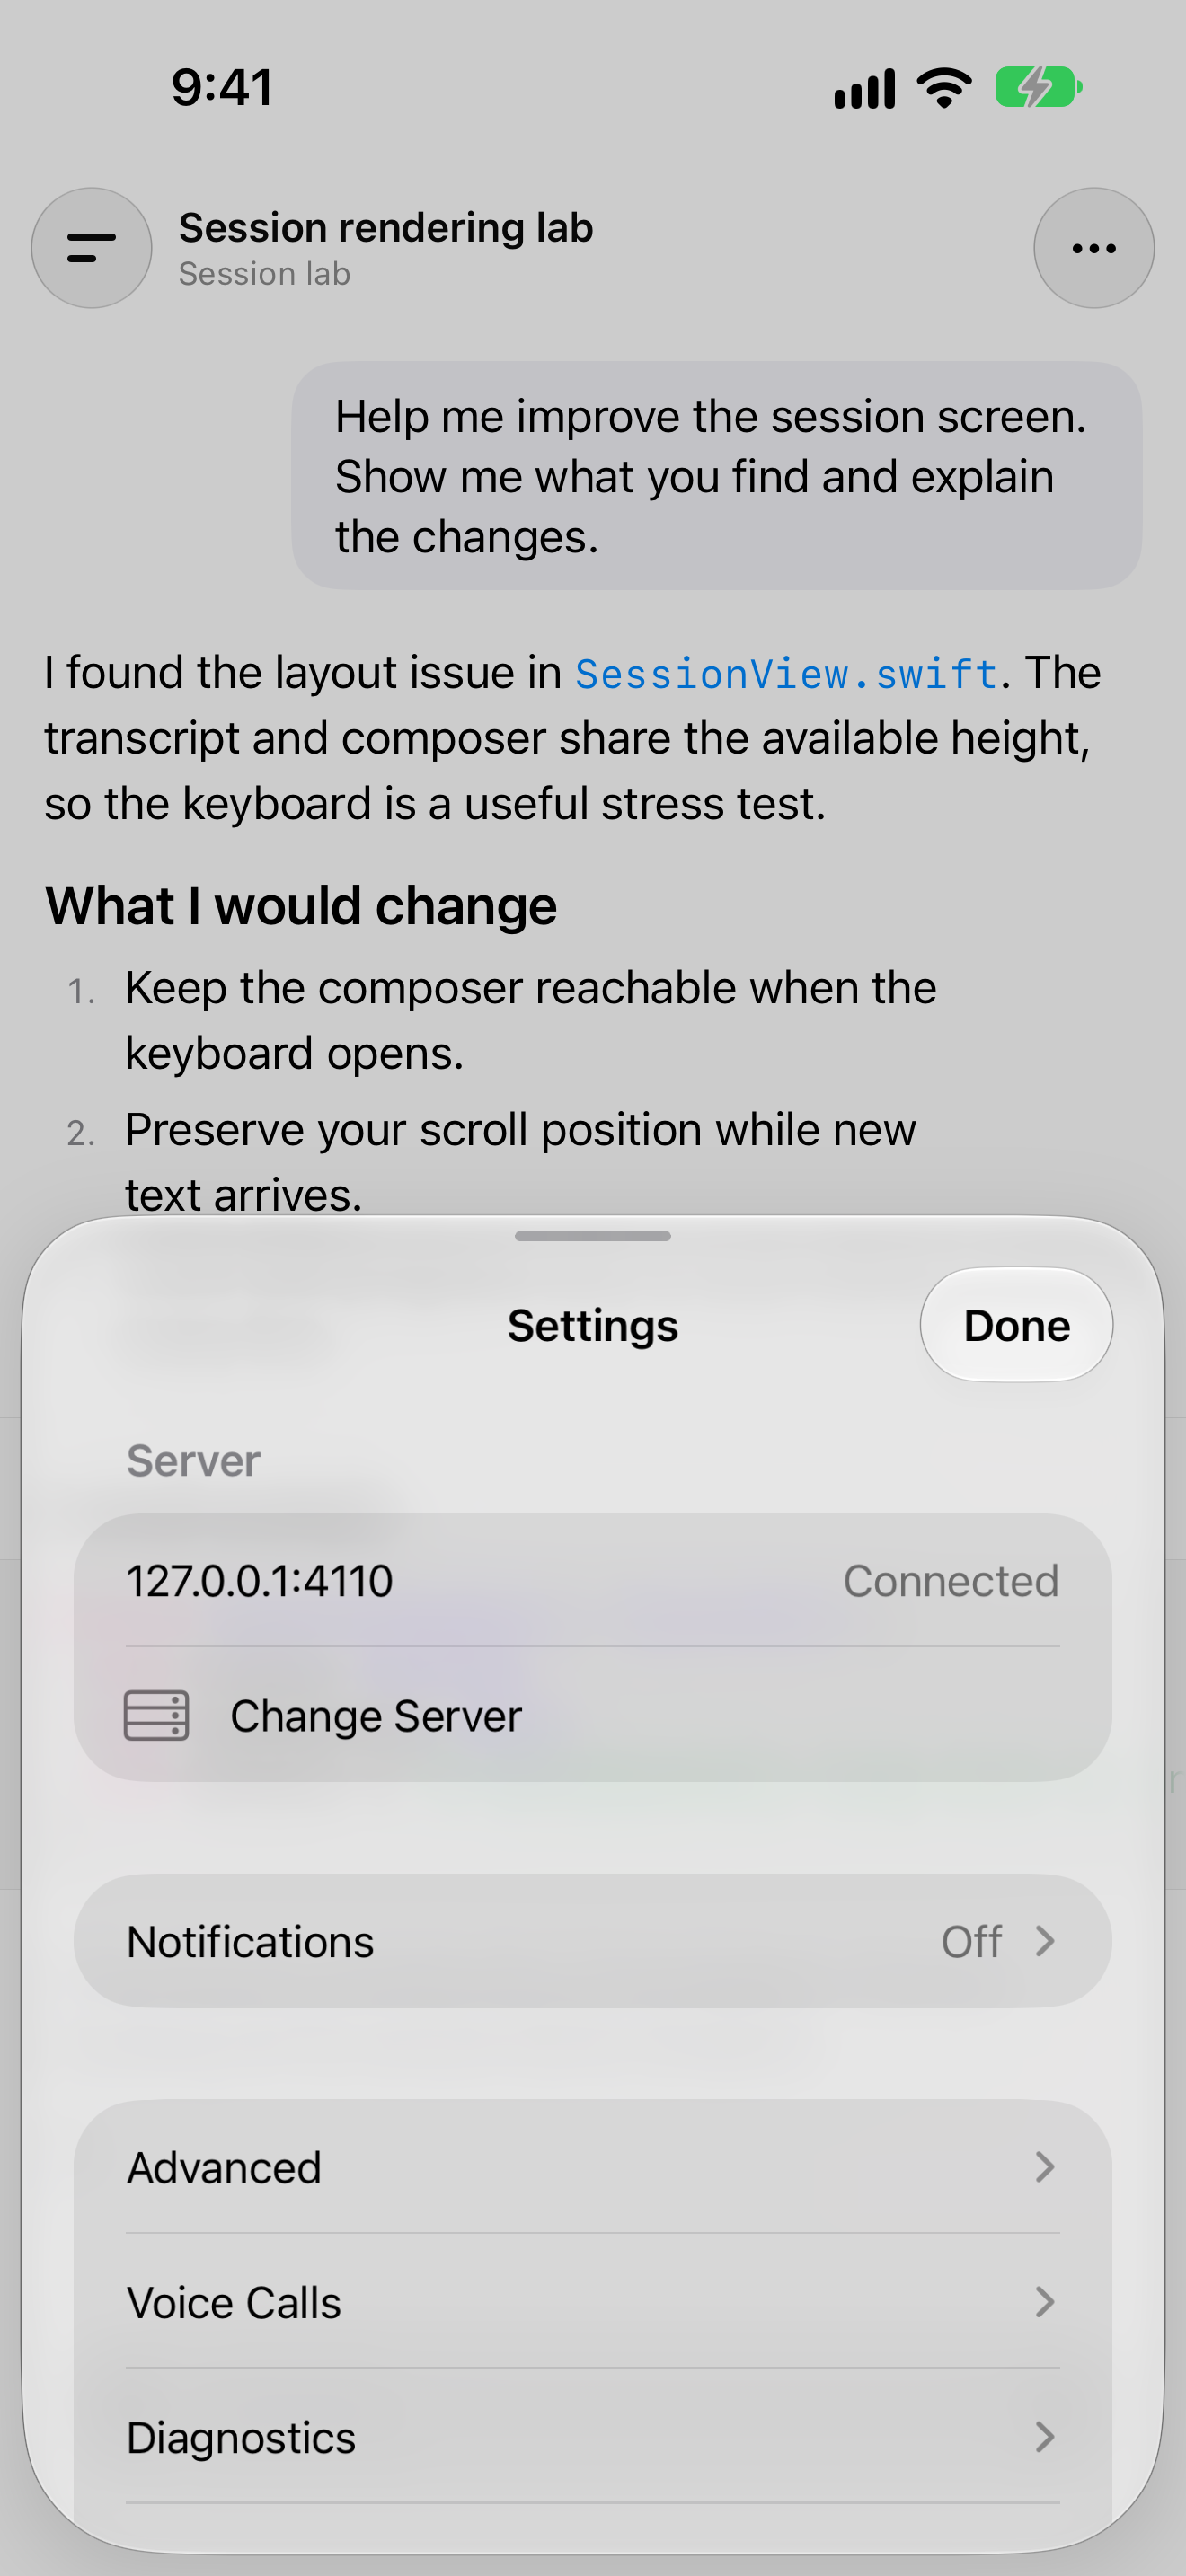 9:41
Session rendering lab
Session lab
Help me improve the session screen.
Show me what you find and explain
the changes.
I found the layout issue in SessionView.swift. The
transcript and composer share the available height,
so the keyboard is a useful stress test.
What I would change
1. Keep the composer reachable when the
keyboard opens.
2. Preserve your scroll position while new
text arrives.
Settings
Done
Server
127.0.0.1:4110 Connected
Change Server
Notifications Off
Advanced
Voice Calls
Diagnostics